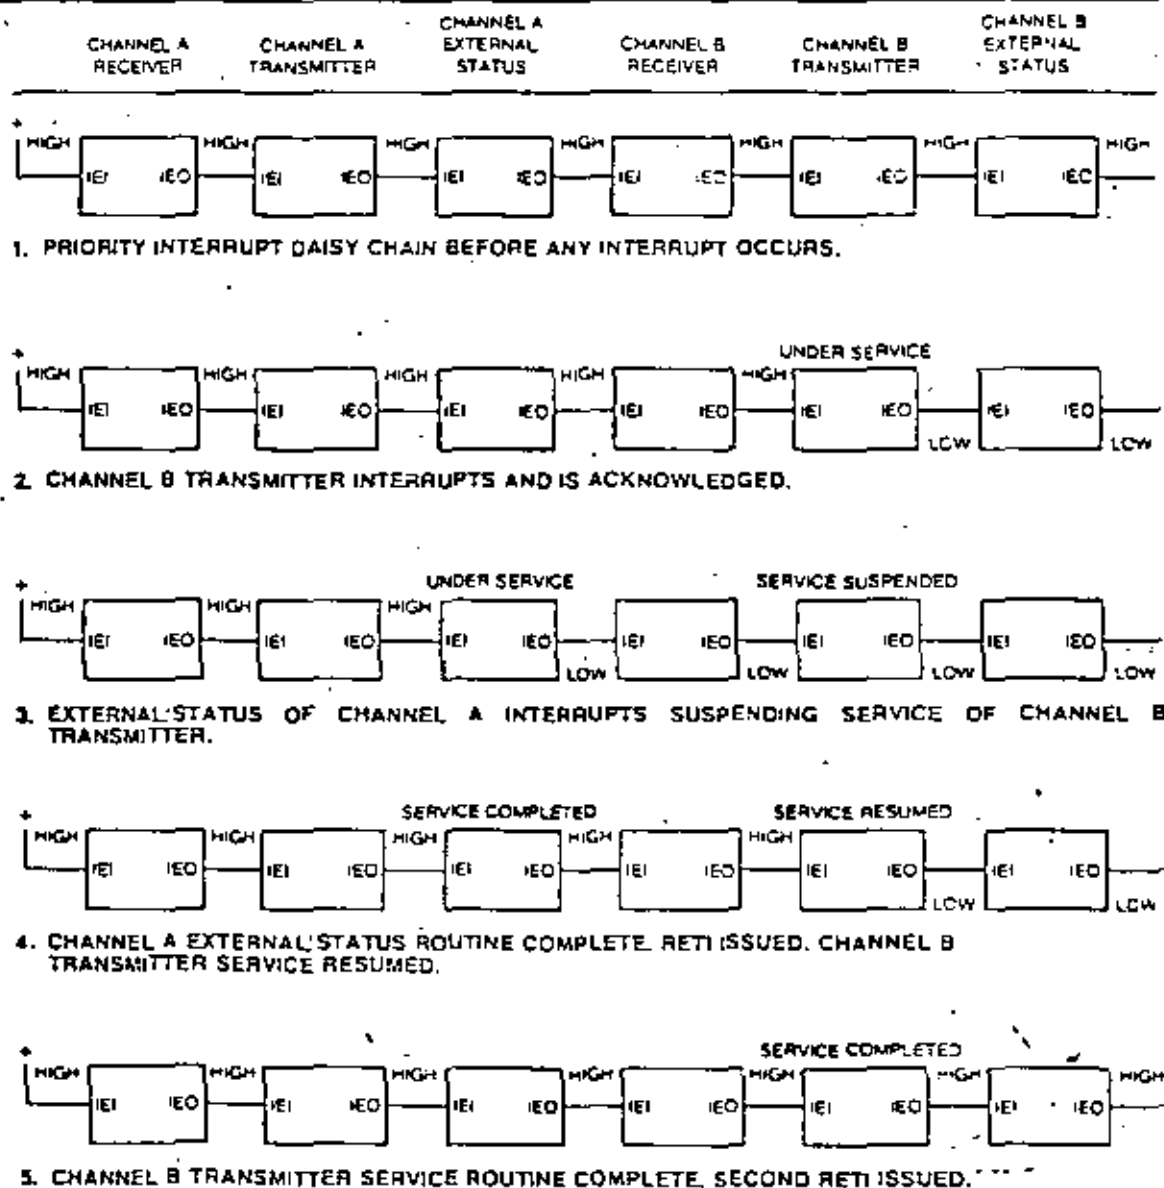 CHANNEL A RECEIVER
CHANNEL A TRANSMITTER
CHANNEL A EXTERNAL STATUS
CHANNEL B RECEIVER
CHANNEL B TRANSMITTER
CHANNEL B EXTERNAL STATUS
+ HIGH HIGH HIGH HIGH HIGH HIGH HIGH
IEI IEO IEI IEO IEI IEO IEI IEO IEI IEO IEI IEO
1. PRIORITY INTERRUPT DAISY CHAIN BEFORE ANY INTERRUPT OCCURS.
UNDER SERVICE
+ HIGH HIGH HIGH HIGH HIGH
IEI IEO IEI IEO IEI IEO IEI IEO IEI IEO IEI IEO
LOW LOW
2. CHANNEL B TRANSMITTER INTERRUPTS AND IS ACKNOWLEDGED.
UNDER SERVICE SERVICE SUSPENDED
+ HIGH HIGH HIGH
IEI IEO IEI IEO IEI IEO IEI IEO IEI IEO IEI IEO
LOW LOW LOW LOW
3. EXTERNAL STATUS OF CHANNEL A INTERRUPTS SUSPENDING SERVICE OF CHANNEL B
TRANSMITTER.
SERVICE COMPLETED SERVICE RESUMED
+ HIGH HIGH HIGH HIGH HIGH
IEI IEO IEI IEO IEI IEO IEI IEO IEI IEO IEI IEO
LOW LOW
4. CHANNEL A EXTERNAL STATUS ROUTINE COMPLETE RETI ISSUED. CHANNEL B
TRANSMITTER SERVICE RESUMED.
SERVICE COMPLETED
+ HIGH HIGH HIGH HIGH HIGH HIGH HIGH
IEI IEO IEI IEO IEI IEO IEI IEO IEI IEO IEI IEO
5. CHANNEL B TRANSMITTER SERVICE ROUTINE COMPLETE, SECOND RETI ISSUED.